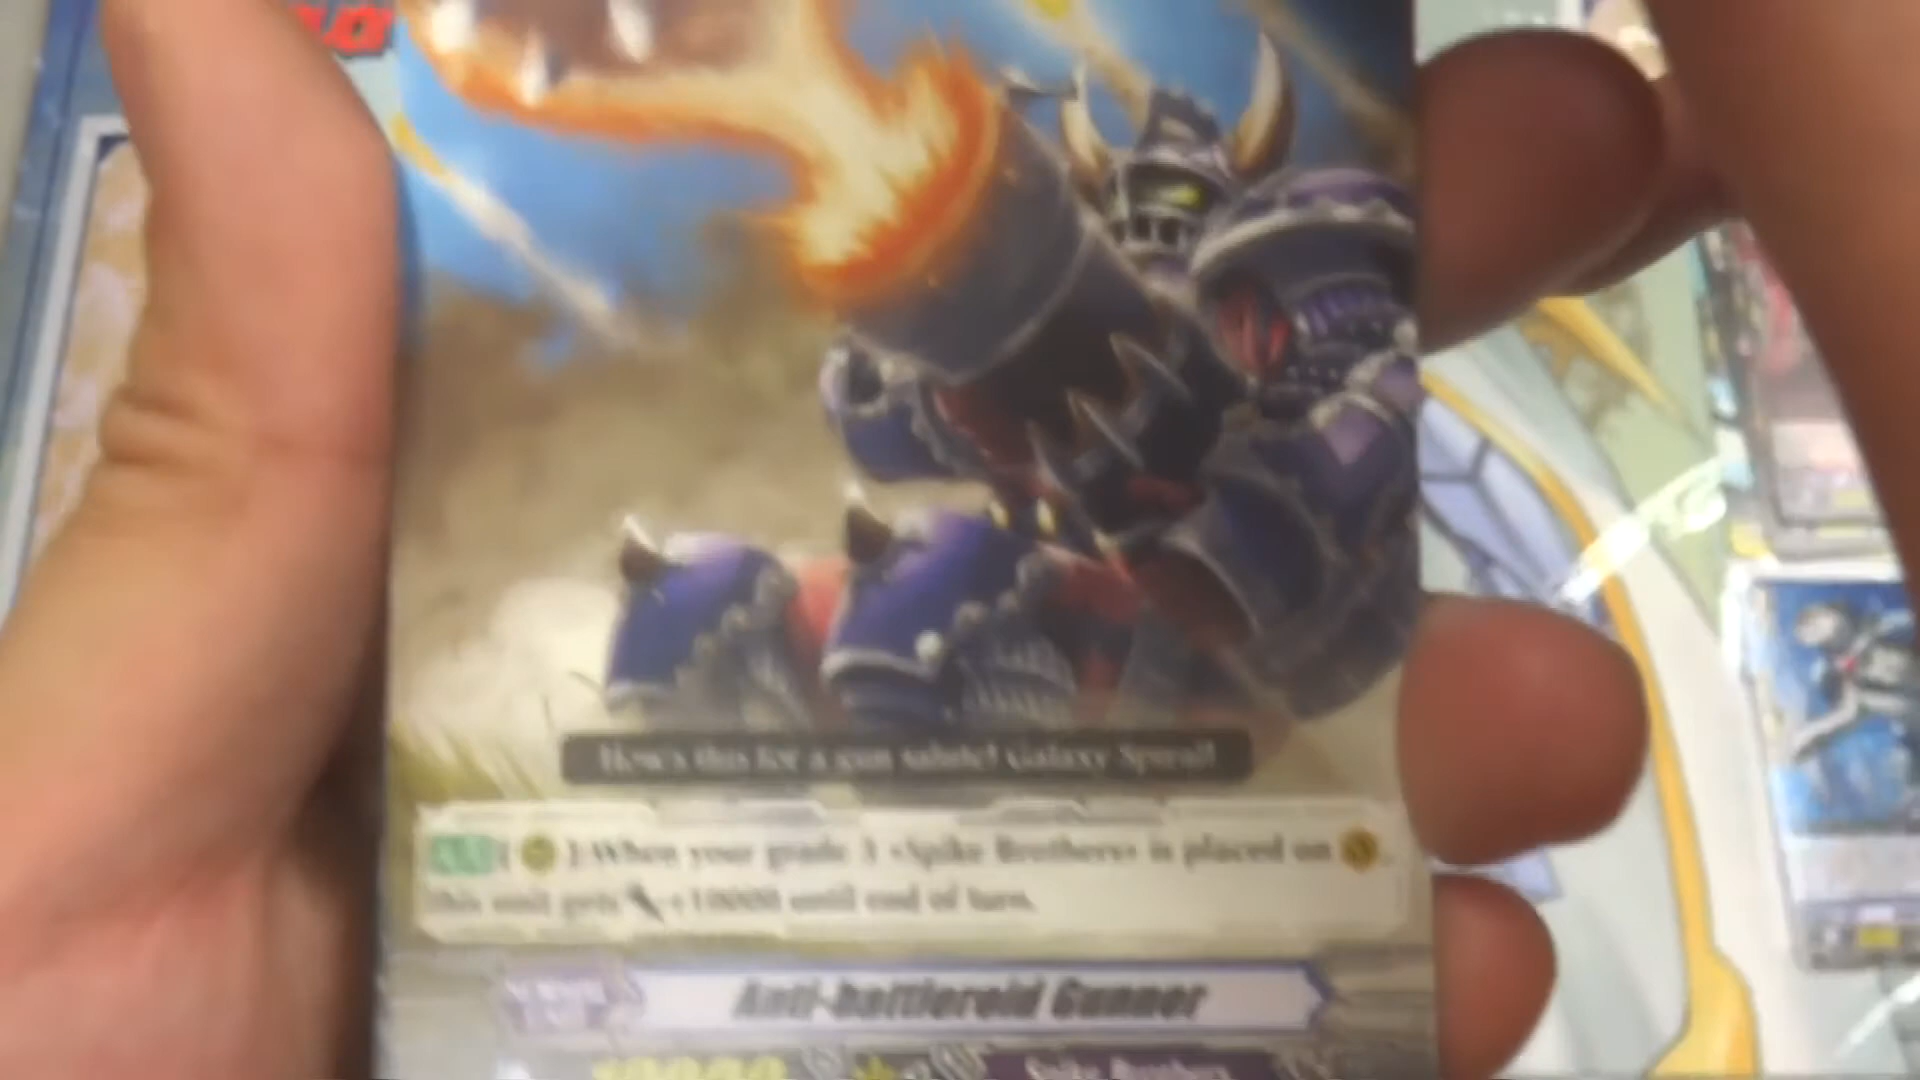 How's this for a gun salute! Galaxy Spiral!
When your grade 3 «Spike Brothers» is placed on
this unit gets +10000 until end of turn.
Anti-battleroid Gunner
Spike Brothers